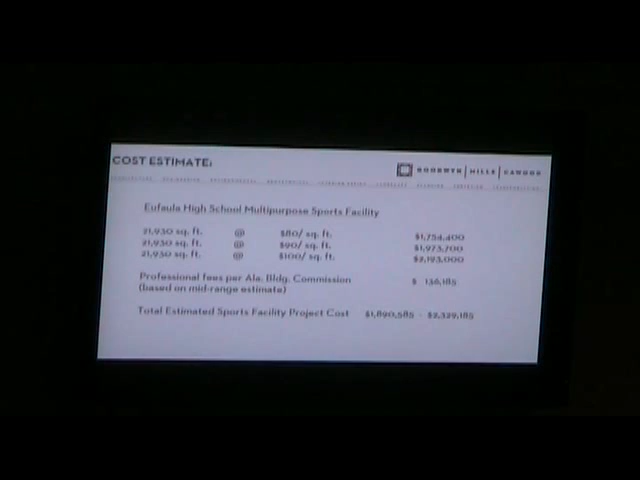 COST ESTIMATE:
GOODWYN | MILLS | CAWOOD
Eufaula High School Multipurpose Sports Facility
21,930 sq. ft. @ $80/ sq. ft. $1,754,400
21,930 sq. ft. @ $90/ sq. ft. $1,973,700
21,930 sq. ft. @ $100/ sq. ft. $2,193,000
Professional fees per Ala. Bldg. Commission $ 136,185
(based on mid-range estimate)
Total Estimated Sports Facility Project Cost $1,890,585 - $2,329,185